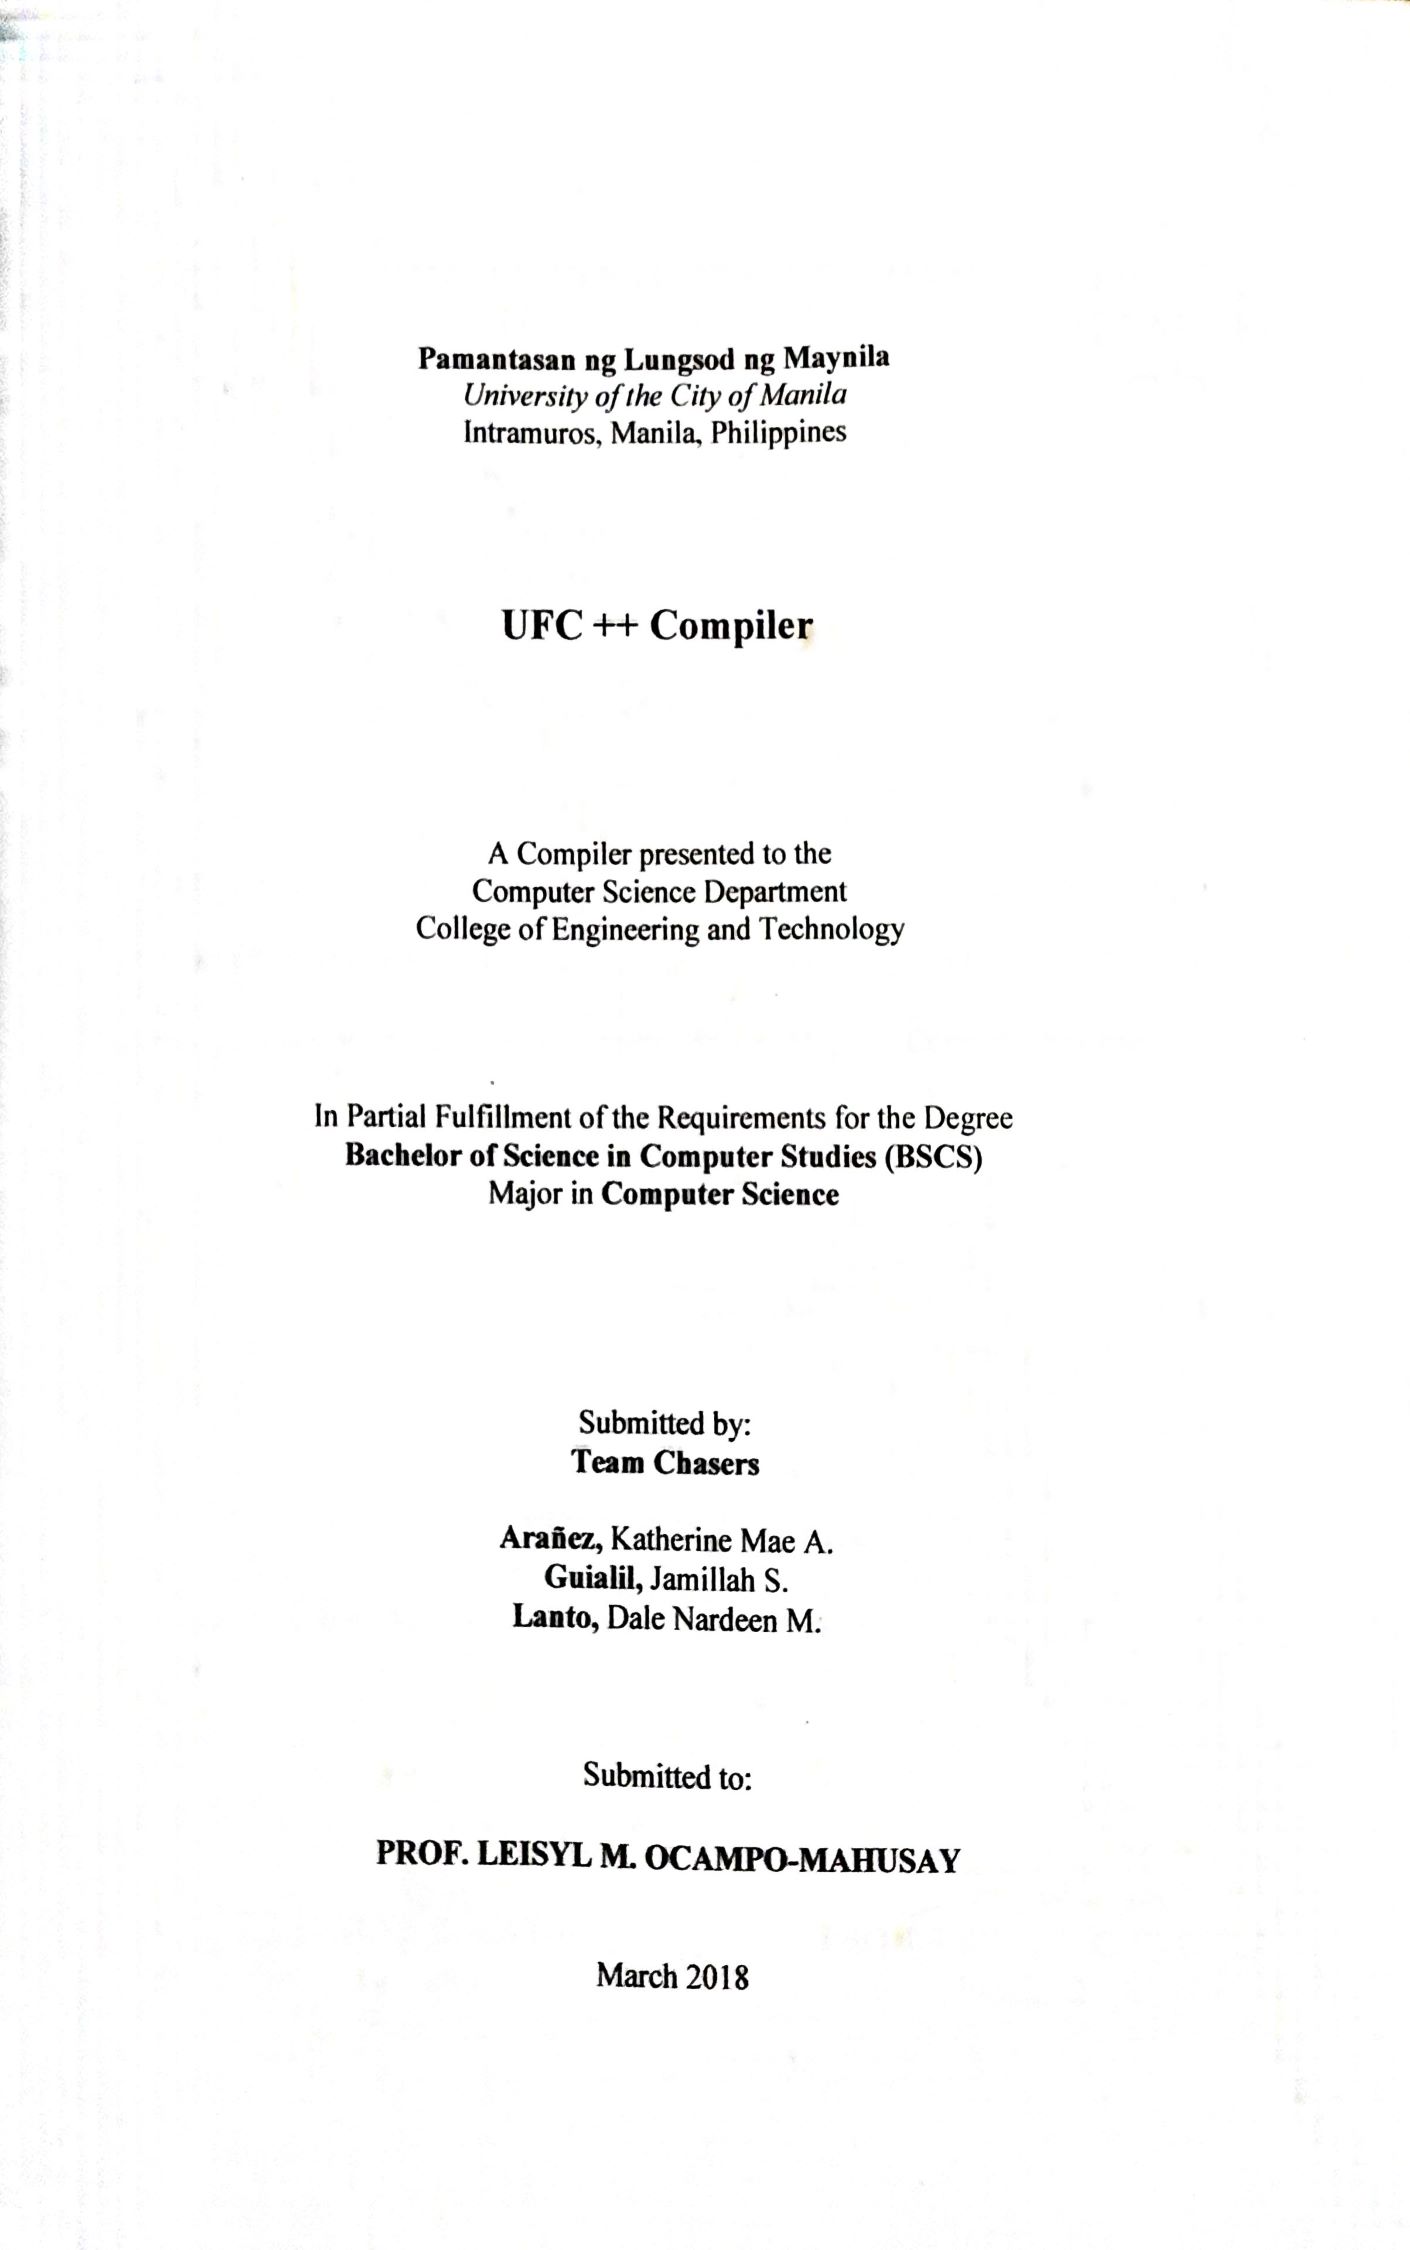 Pamantasan ng Lungsod ng Maynila
University of the City of Manila
Intramuros, Manila, Philippines
UFC ++ Compiler
A Compiler presented to the
Computer Science Department
College of Engineering and Technology
In Partial Fulfillment of the Requirements for the Degree
Bachelor of Science in Computer Studies (BSCS)
Major in Computer Science
Submitted by:
Team Chasers
Arañez, Katherine Mae A.
Guialil, Jamillah S.
Lanto, Dale Nardeen M.
Submitted to:
PROF. LEISYL M. OCAMPO-MAHUSAY
March 2018